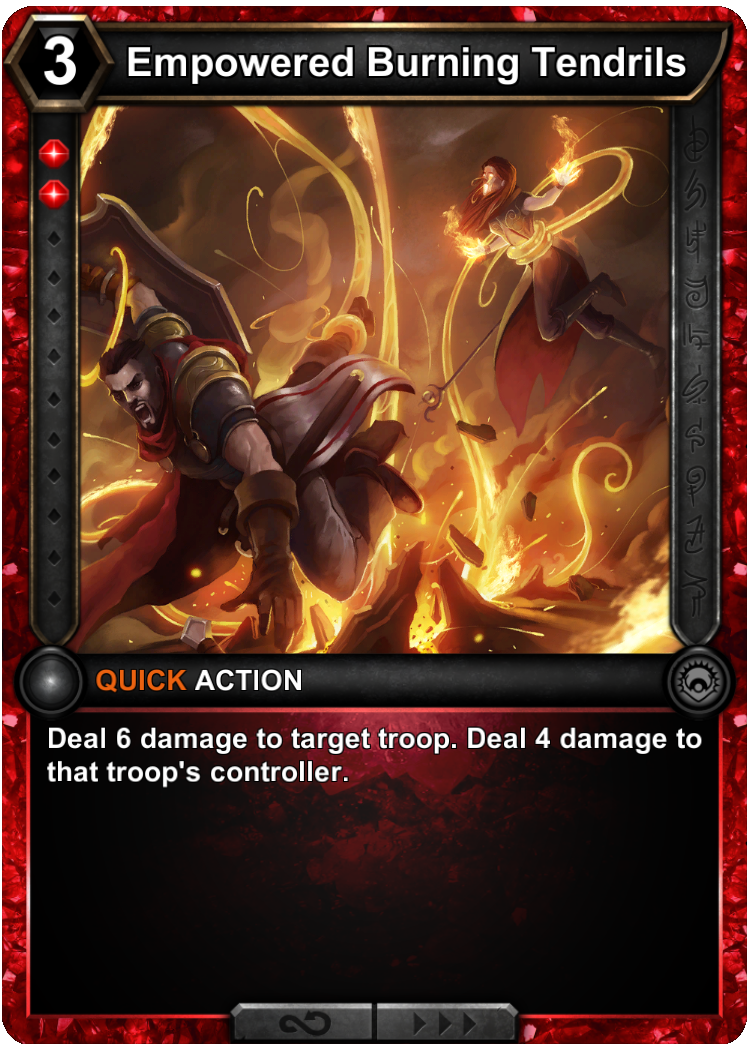 3 Empowered Burning Tendrils
QUICK ACTION
Deal 6 damage to target troop. Deal 4 damage to
that troop's controller.